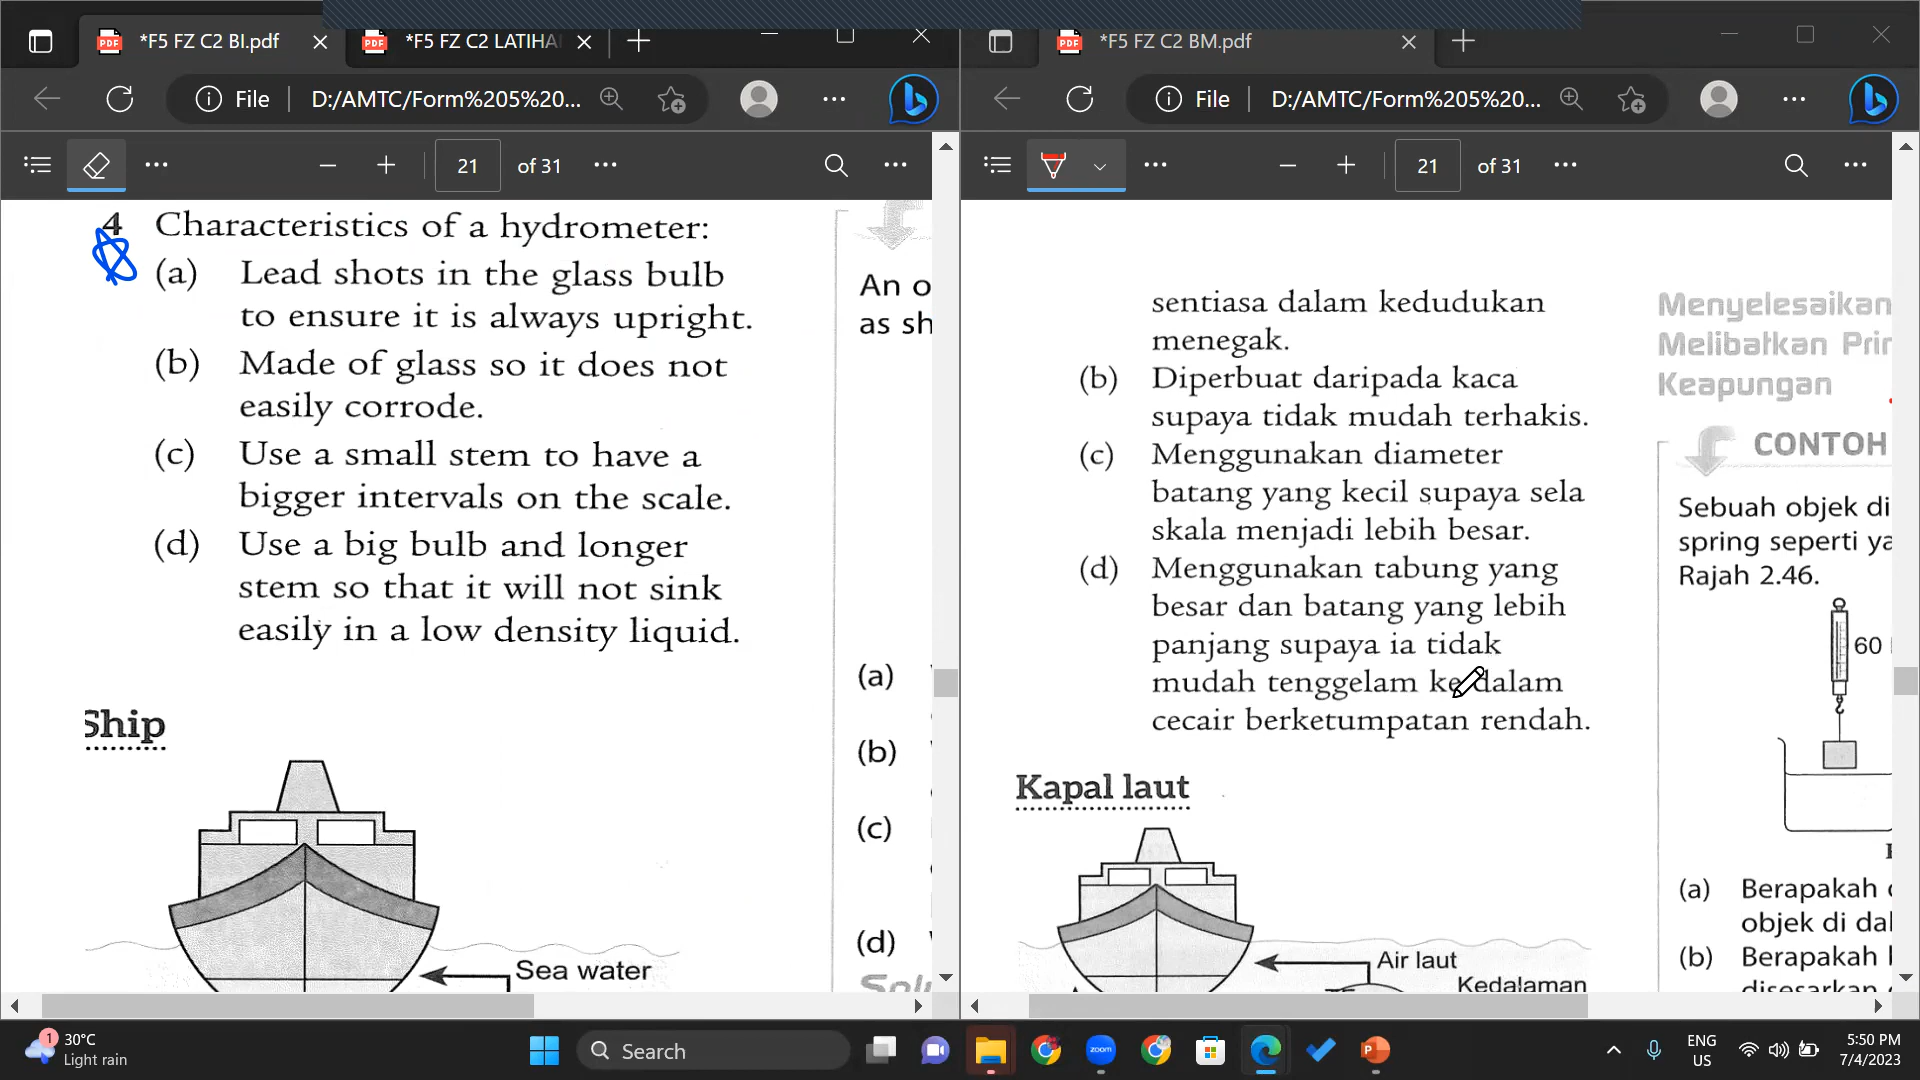 *F5 FZ C2 BI.pdf
*F5 FZ C2 LATIHA
*F5 FZ C2 BM.pdf
File
D:/AMTC/Form%205%20...
File
D:/AMTC/Form%205%20...
21 of 31
21 of 31
4 Characteristics of a hydrometer:
(a) Lead shots in the glass bulb
to ensure it is always upright.
(b) Made of glass so it does not
easily corrode.
(c) Use a small stem to have a
bigger intervals on the scale.
(d) Use a big bulb and longer
stem so that it will not sink
easily in a low density liquid.
Ship
Sea water
An o
as sh
(a)
(b)
(c)
(d)
sentiasa dalam kedudukan
menegak.
(b) Diperbuat daripada kaca
supaya tidak mudah terhakis.
(c) Menggunakan diameter
batang yang kecil supaya sela
skala menjadi lebih besar.
(d) Menggunakan tabung yang
besar dan batang yang lebih
panjang supaya ia tidak
mudah tenggelam ke dalam
cecair berketumpatan rendah.
Kapal laut
Air laut
Kedalaman
Menyelesaikan
Melibatkan Prin
Keapungan
CONTOH
Sebuah objek di
spring seperti ya
Rajah 2.46.
60
(a) Berapakah
objek di dal
(b) Berapakah
30°C
Light rain
1
Search
zoom
ENG
US
5:50 PM
7/4/2023